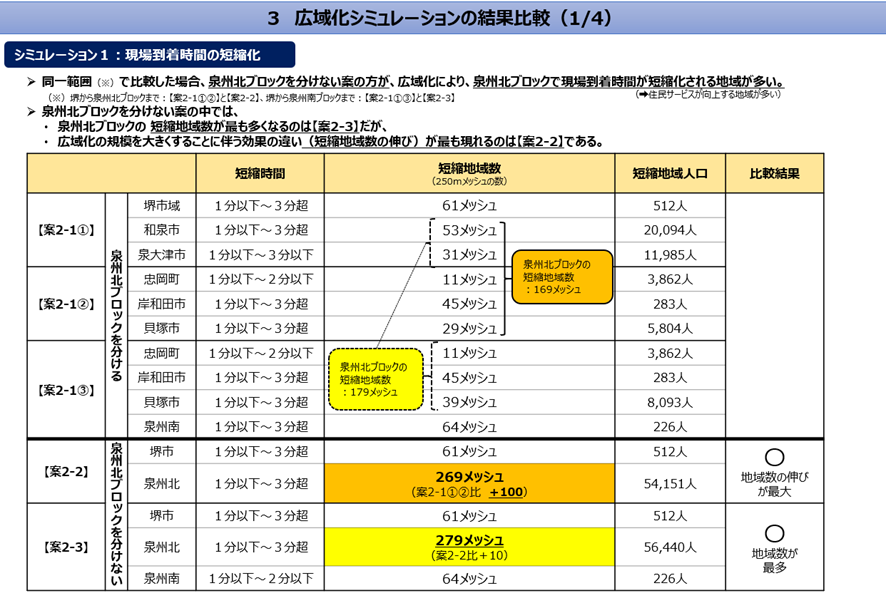 3 広域化シミュレーションの結果比較（1/4）
シミュレーション１：現場到着時間の短縮化
➢ 同一範囲（※）で比較した場合、泉州北ブロックを分けない案の方が、広域化により、泉州北ブロックで現場到着時間が短縮化される地域が多い。
（※）堺から泉州北ブロックまで：【案2-1①②】と【案2-2】、堺から泉州南ブロックまで：【案2-1①③】と【案2-3】
（➡住民サービスが向上する地域が多い）
➢ 泉州北ブロックを分けない案の中では、
・ 泉州北ブロックの 短縮地域数が最も多くなるのは【案2-3】だが、
・ 広域化の規模を大きくすることに伴う効果の違い（短縮地域数の伸び）が最も現れるのは【案2-2】である。
短縮時間 短縮地域数 短縮地域人口 比較結果
（250mメッシュの数）
泉州北ブロックを分ける
【案2-1①】
堺市域 １分以下～３分超 61メッシュ 512人
和泉市 １分以下～３分超 53メッシュ 20,094人
泉大津市 １分以下～３分以下 31メッシュ 11,985人
【案2-1②】
忠岡町 １分以下～２分以下 11メッシュ 3,862人
岸和田市 １分以下～３分超 45メッシュ 283人
貝塚市 １分以下～３分超 29メッシュ 5,804人
泉州北ブロックの
短縮地域数
：169メッシュ
【案2-1③】
忠岡町 １分以下～２分以下 11メッシュ 3,862人
岸和田市 １分以下～３分超 45メッシュ 283人
貝塚市 １分以下～３分超 39メッシュ 8,093人
泉州南 １分以下～３分超 64メッシュ 226人
泉州北ブロックの
短縮地域数
：179メッシュ
泉州北ブロックを分けない
【案2-2】
堺市 １分以下～３分超 61メッシュ 512人
泉州北 １分以下～３分超 269メッシュ 54,151人
（案2-1①②比 +100）
〇
地域数の伸び
が最大
【案2-3】
堺市 １分以下～３分超 61メッシュ 512人
泉州北 １分以下～３分超 279メッシュ 56,440人
（案2-2比＋10）
泉州南 １分以下～２分以下 64メッシュ 226人
〇
地域数が
最多